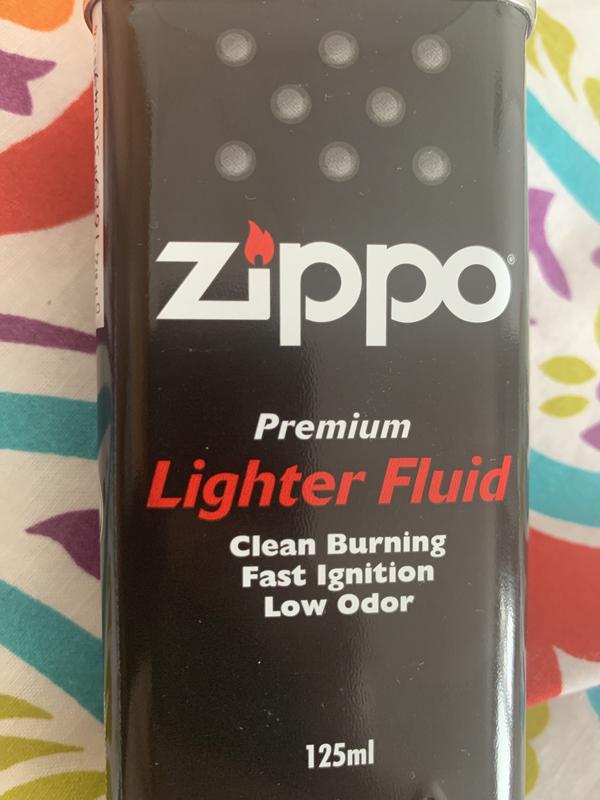 Zippo®
Premium
Lighter Fluid
Clean Burning
Fast Ignition
Low Odor
125ml